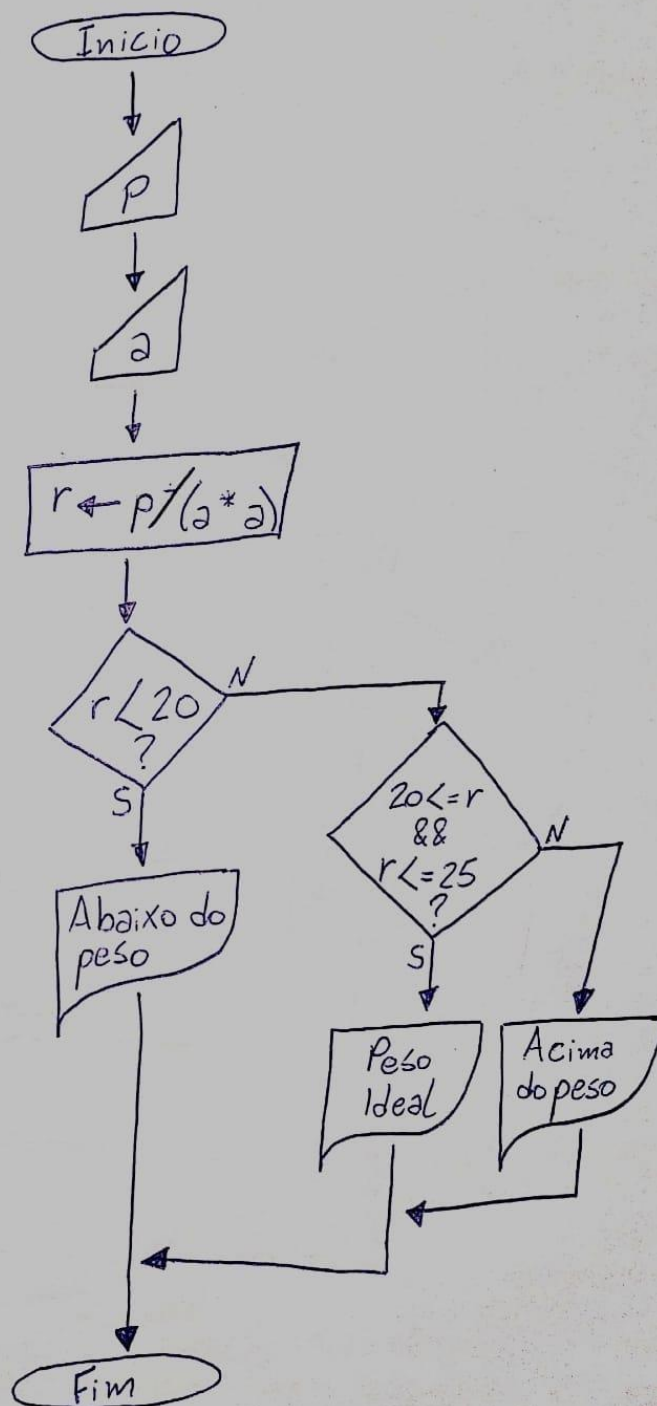 Inicio
p
a
r ← p/(a * a)
r < 20
?
N
S
20<=r
&&
r<=25
?
N
S
Abaixo do
peso
Peso
Ideal
Acima
do peso
Fim